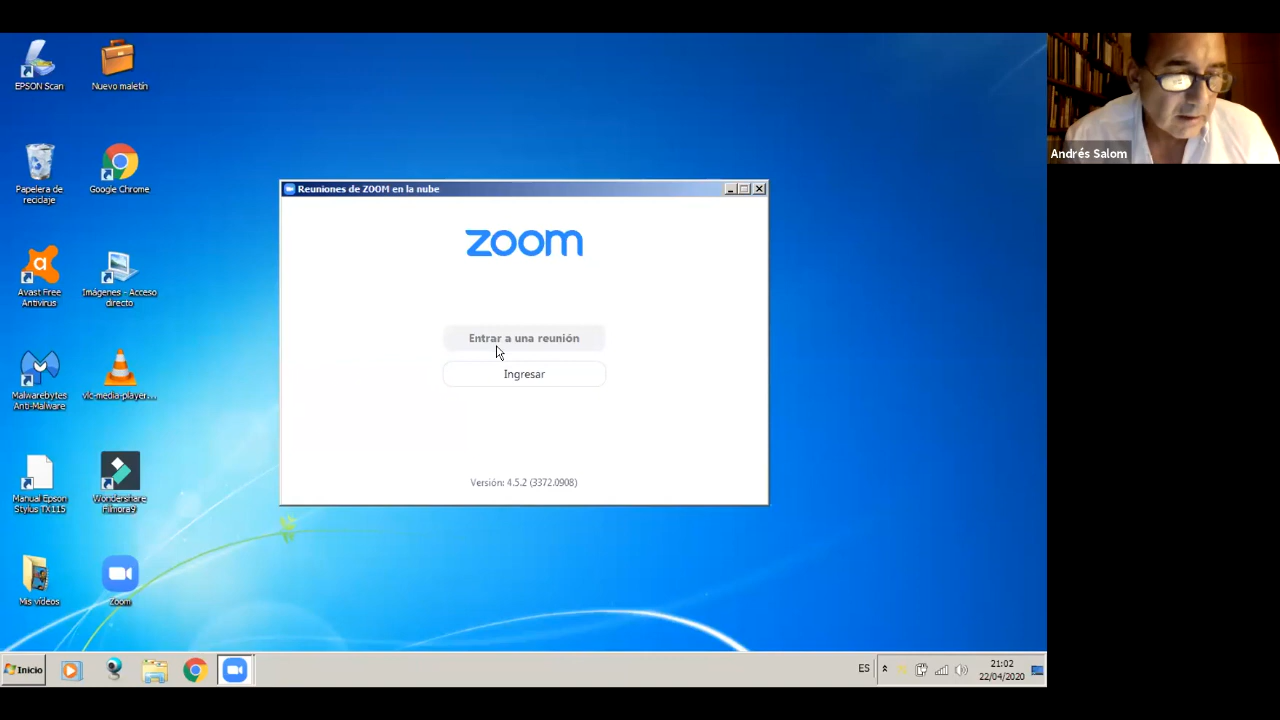 EPSON Scan
Nuevo maletín
Papelera de
reciclaje
Google Chrome
Avast Free
Antivirus
Imágenes - Acceso
directo
Malwarebytes
Anti-Malware
vlc-media-player...
Manual Epson
Stylus TX115
Wondershare
Filmora9
Mis vídeos
Zoom
Reuniones de ZOOM en la nube
zoom
Entrar a una reunión
Ingresar
Versión: 4.5.2 (3372.0908)
Andrés Salom
Inicio
ES
21:02
22/04/2020